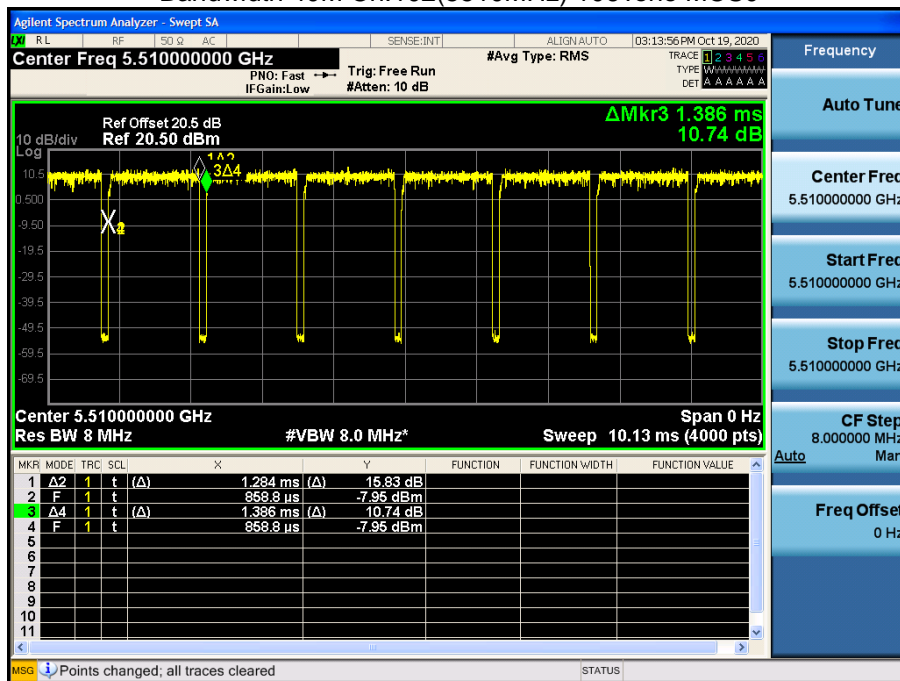 Agilent Spectrum Analyzer - Swept SA
LXI RL RF 50 Ω AC SENSE:INT ALIGN AUTO 03:13:56 PM Oct 19, 2020
Center Freq 5.510000000 GHz #Avg Type: RMS TRACE 1 2 3 4 5 6
PNO: Fast Trig: Free Run TYPE WWWWWW
IFGain:Low #Atten: 10 dB DET A A A A A A
Frequency
Auto Tune
Ref Offset 20.5 dB ΔMkr3 1.386 ms
10 dB/div Ref 20.50 dBm 10.74 dB
Log
1Δ2
3Δ4
10.5
0.500
-9.50
X
-19.5
-29.5
-39.5
-49.5
-59.5
-69.5
Center 5.510000000 GHz Span 0 Hz
Res BW 8 MHz #VBW 8.0 MHz* Sweep 10.13 ms (4000 pts)
Center Freq
5.510000000 GHz
Start Freq
5.510000000 GHz
Stop Freq
5.510000000 GHz
CF Step
8.000000 MHz
Auto Man
Freq Offset
0 Hz
MKR MODE TRC SCL X Y FUNCTION FUNCTION WIDTH FUNCTION VALUE
1 Δ2 1 t (Δ) 1.284 ms (Δ) 15.83 dB
2 F 1 t 858.8 µs -7.95 dBm
3 Δ4 1 t (Δ) 1.386 ms (Δ) 10.74 dB
4 F 1 t 858.8 µs -7.95 dBm
5
6
7
8
9
10
11
MSG Points changed; all traces cleared STATUS